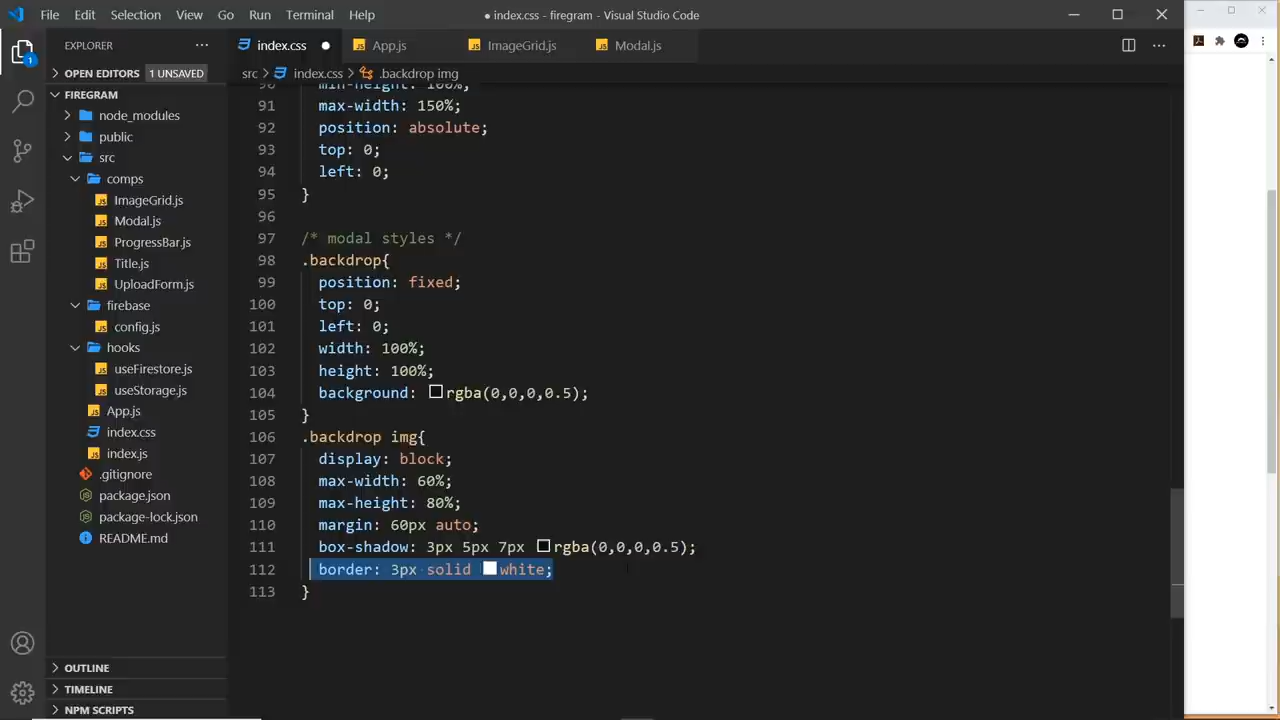 File Edit Selection View Go Run Terminal Help
● index.css - firegram - Visual Studio Code
EXPLORER
OPEN EDITORS 1 UNSAVED
FIREGRAM
node_modules
public
src
comps
ImageGrid.js
Modal.js
ProgressBar.js
Title.js
UploadForm.js
firebase
config.js
hooks
useFirestore.js
useStorage.js
App.js
index.css
index.js
.gitignore
package.json
package-lock.json
README.md
OUTLINE
TIMELINE
NPM SCRIPTS
1
index.css ● App.js ImageGrid.js Modal.js
src > index.css > .backdrop img
90 min-height: 100%;
91 max-width: 150%;
92 position: absolute;
93 top: 0;
94 left: 0;
95 }
96
97 /* modal styles */
98 .backdrop{
99 position: fixed;
100 top: 0;
101 left: 0;
102 width: 100%;
103 height: 100%;
104 background: rgba(0,0,0,0.5);
105 }
106 .backdrop img{
107 display: block;
108 max-width: 60%;
109 max-height: 80%;
110 margin: 60px auto;
111 box-shadow: 3px 5px 7px rgba(0,0,0,0.5);
112 border: 3px solid white;
113 }